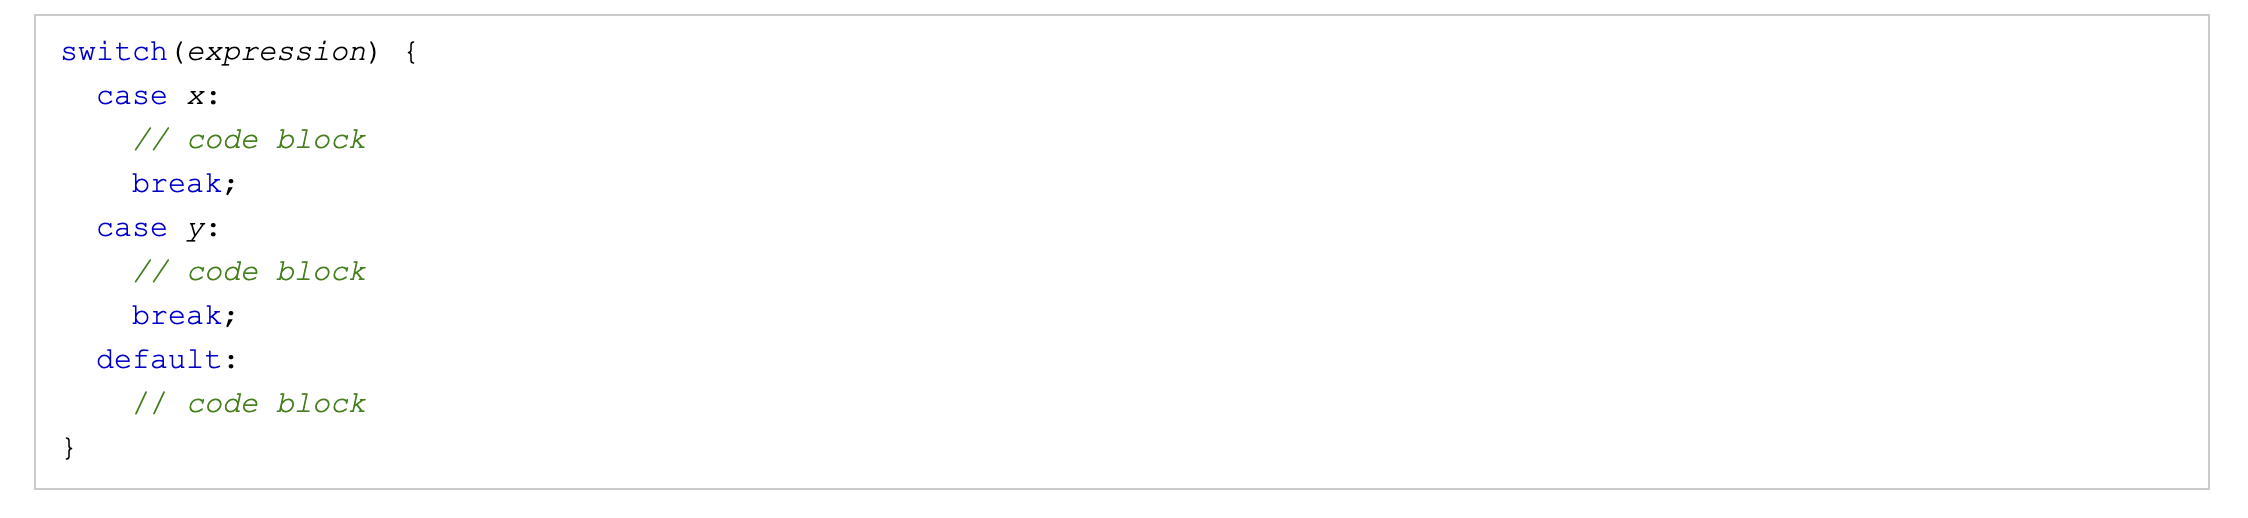 switch(expression) {
  case x:
    // code block
    break;
  case y:
    // code block
    break;
  default:
    // code block
}